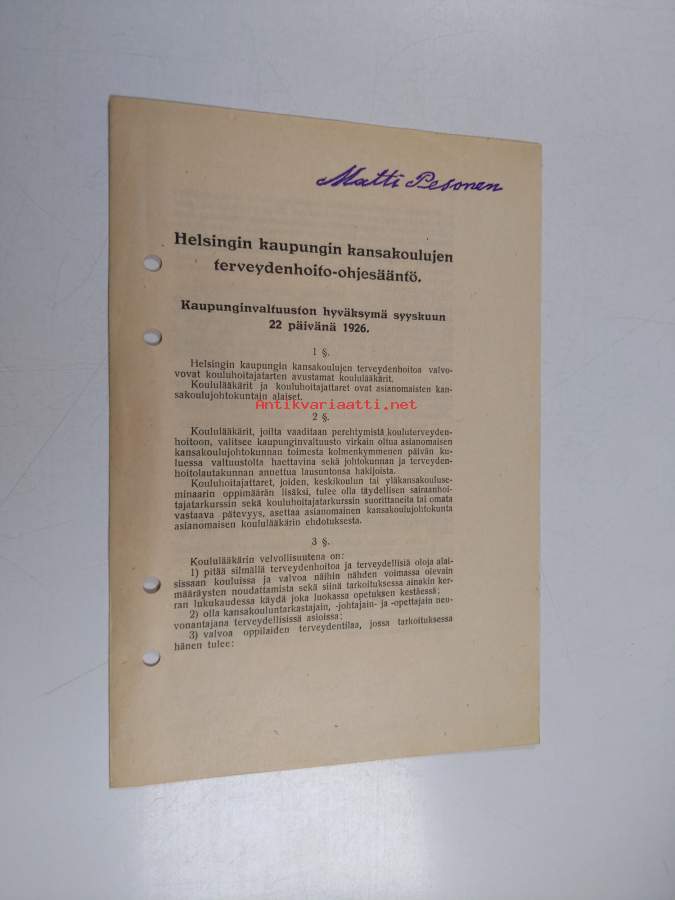 Matti Pesonen
Helsingin kaupungin kansakoulujen
terveydenhoito-ohjesääntö.
Kaupunginvaltuuston hyväksymä syyskuun
22 päivänä 1926.
1 §.
Helsingin kaupungin kansakoulujen terveydenhoitoa valvo-
vovat kouluhoitajatarten avustamat koululääkärit.
Koululääkärit ja kouluhoitajattaret ovat asianomaisten kan-
sakoulujohtokuntain alaiset.
Antikvariaatti.net
2 §.
Koululääkärit, joilta vaaditaan perehtymistä kouluterveyden-
hoitoon, valitsee kaupunginvaltuusto virkain oltua asianomaisen
kansakoulujohtokunnan toimesta kolmenkymmenen päivän ku-
luessa valtuustolta haettavina sekä johtokunnan ja terveyden-
hoitolautakunnan annettua lausuntonsa hakijoista.
Kouluhoitajattaret, joiden, keskikoulun tai yläkansakouluse-
minaarin oppimäärän lisäksi, tulee olla täydellisen sairaanhoi-
tajatarkurssin sekä kouluhoitajatarkurssin suorittaneita tai omata
vastaava pätevyys, asettaa asianomainen kansakoulujohtokunta
asianomaisen koululääkärin ehdotuksesta.
3 §.
Koululääkärin velvollisuutena on:
1) pitää silmällä terveydenhoitoa ja terveydellisiä oloja alai-
sissaan kouluissa ja valvoa näihin nähden voimassa olevain
määräysten noudattamista sekä siinä tarkoituksessa ainakin ker-
ran lukukaudessa käydä joka luokassa opetuksen kestäessä;
2) olla kansakouluntarkastajain, -johtajain- ja -opettajain neu-
vonantajana terveydellisissä asioissa;
3) valvoa oppilaiden terveydentilaa, jossa tarkoituksessa
hänen tulee: